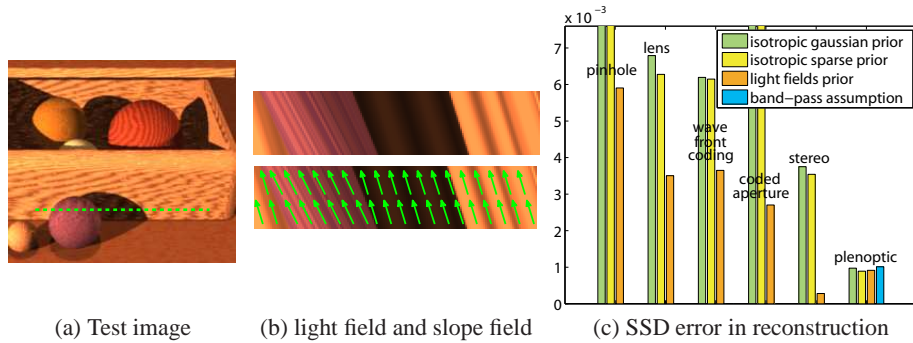 x 10⁻³
7
6
5
4
3
2
1
0
pinhole
lens
wave
front
coding
coded
aperture
stereo
plenoptic
isotropic gaussian prior
isotropic sparse prior
light fields prior
band−pass assumption
(a) Test image
(b) light field and slope field
(c) SSD error in reconstruction